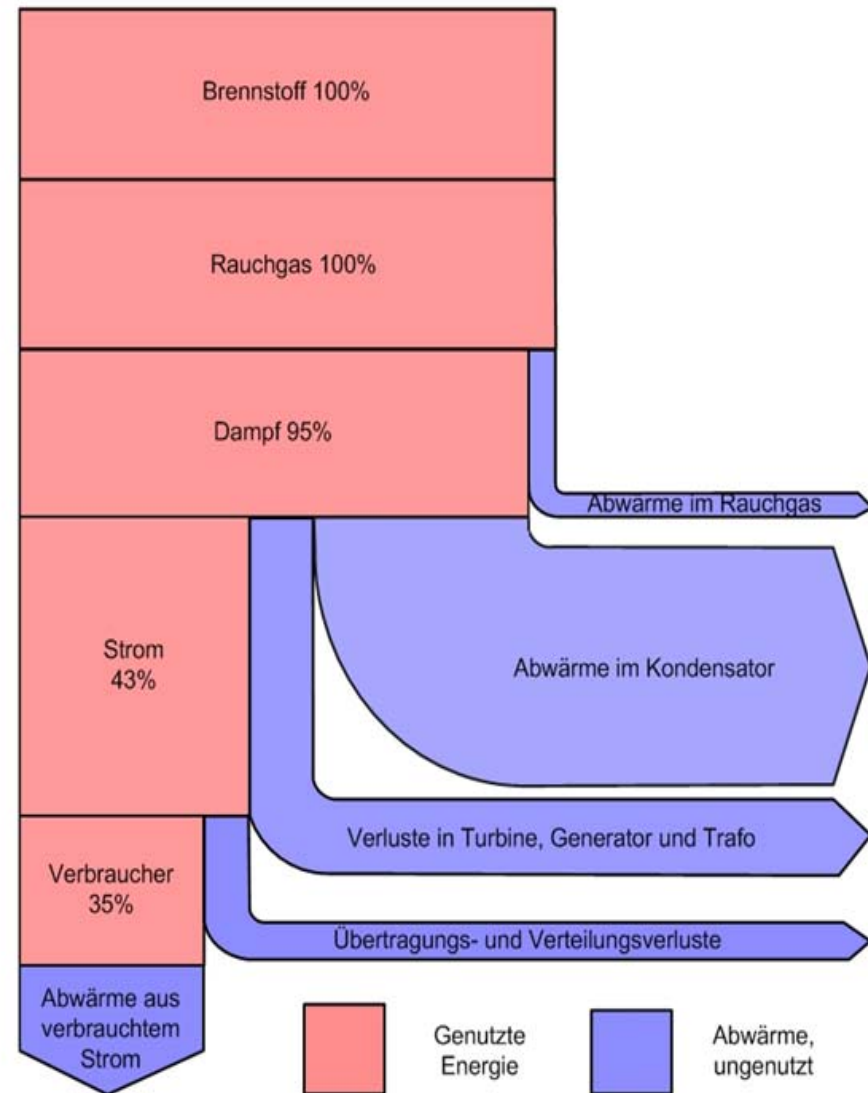 Brennstoff 100%
Rauchgas 100%
Dampf 95%
Abwärme im Rauchgas
Strom
43%
Abwärme im Kondensator
Verluste in Turbine, Generator und Trafo
Verbraucher
35%
Übertragungs- und Verteilungsverluste
Abwärme aus
verbrauchtem
Strom
Genutzte
Energie
Abwärme,
ungenutzt